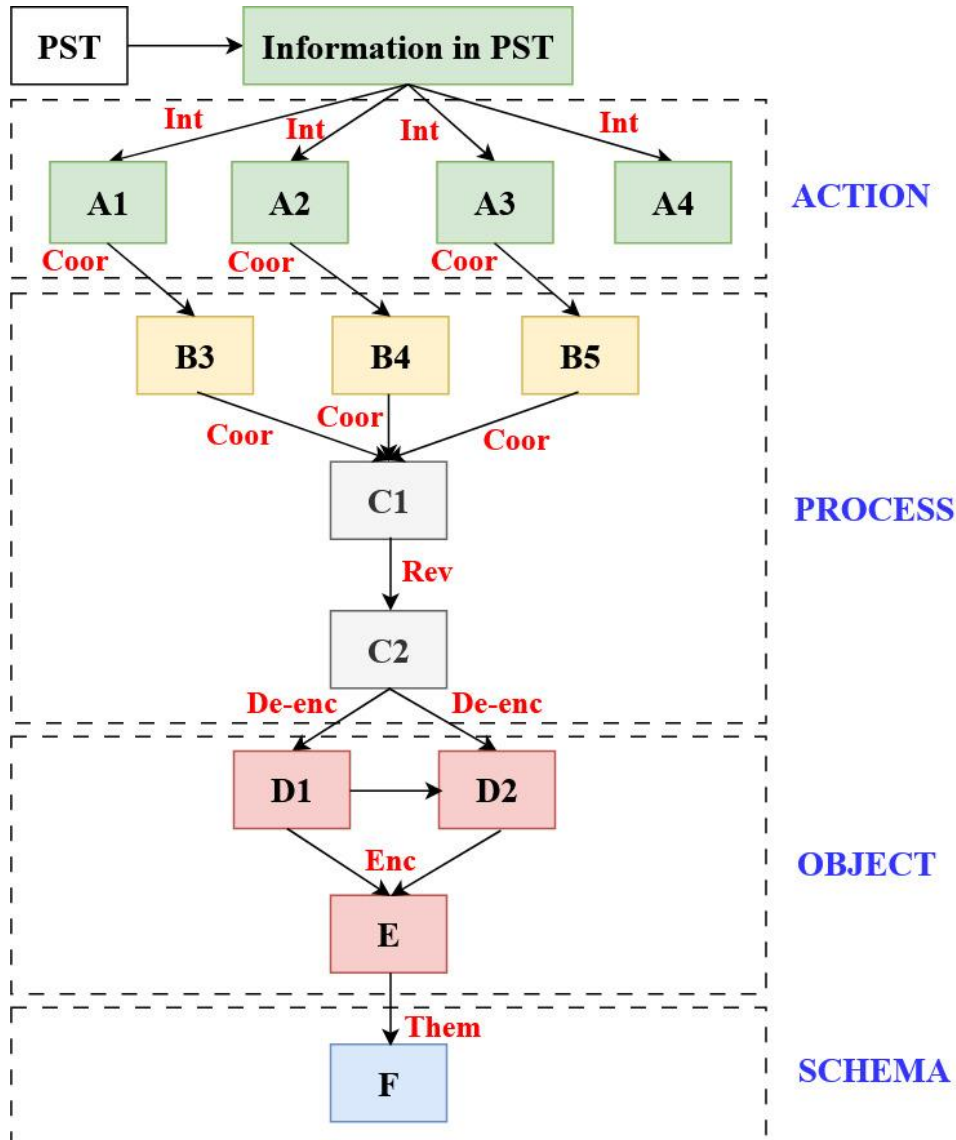 PST
Information in PST
Int
Int
Int
Int
A1
A2
A3
A4
ACTION
Coor
Coor
Coor
B3
B4
B5
Coor
Coor
Coor
C1
PROCESS
Rev
C2
De-enc
De-enc
D1
D2
Enc
OBJECT
E
Them
F
SCHEMA